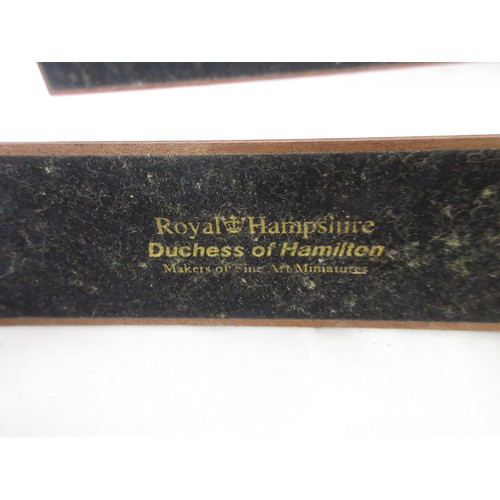 Royal Hampshire
Duchess of Hamilton
Makers of Fine Art Miniatures